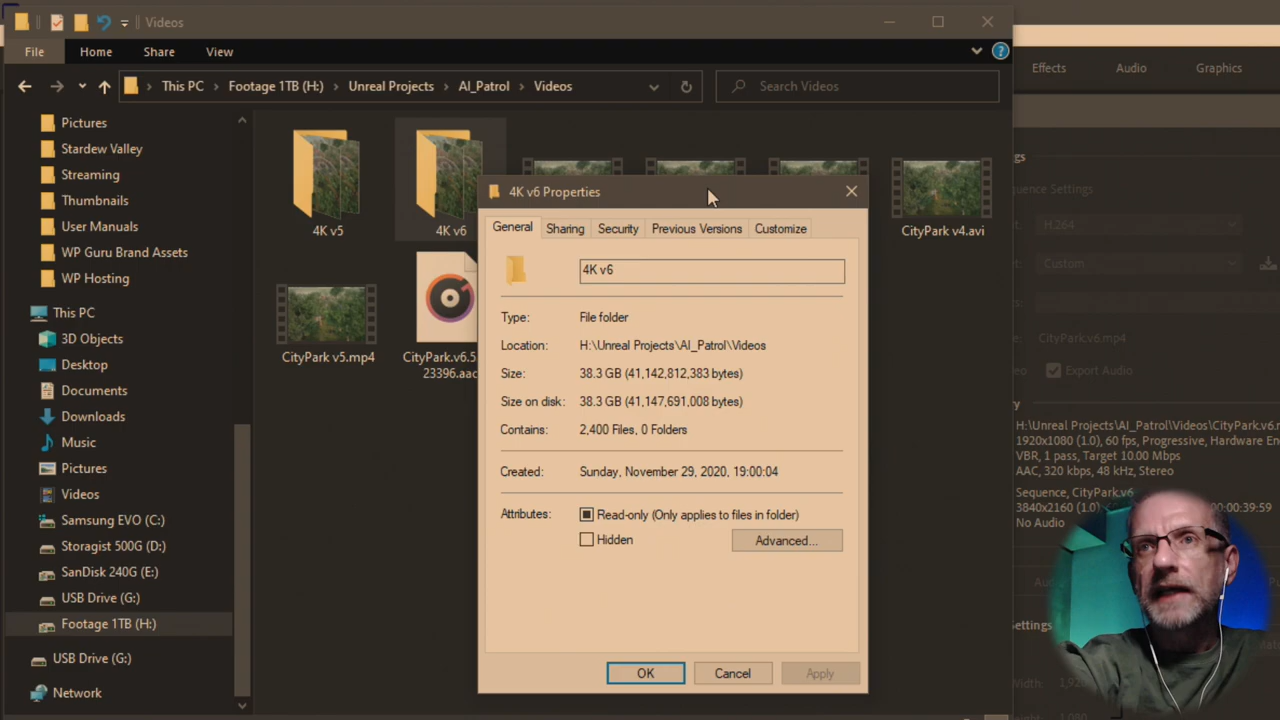 Videos
File
Home
Share
View
Effects
Audio
Graphics
This PC
Footage 1TB (H:)
Unreal Projects
AI_Patrol
Videos
Search Videos
Pictures
Stardew Valley
Streaming
Thumbnails
User Manuals
WP Guru Brand Assets
WP Hosting
This PC
3D Objects
Desktop
Documents
Downloads
Music
Pictures
Videos
Samsung EVO (C:)
Storagist 500G (D:)
SanDisk 240G (E:)
USB Drive (G:)
Footage 1TB (H:)
USB Drive (G:)
Network
4K v5
4K v6
CityPark v4.avi
CityPark v5.mp4
CityPark.v6.5
23396.aac
4K v6 Properties
General
Sharing
Security
Previous Versions
Customize
4K v6
Type:
File folder
Location:
H:\Unreal Projects\AI_Patrol\Videos
Size:
38.3 GB (41,142,812,383 bytes)
Size on disk:
38.3 GB (41,147,691,008 bytes)
Contains:
2,400 Files, 0 Folders
Created:
Sunday, November 29, 2020, 19:00:04
Attributes:
Read-only (Only applies to files in folder)
Hidden
Advanced...
OK
Cancel
Apply
H.264
Custom
CityPark v6.mp4
Export Audio
H:\Unreal Projects\AI_Patrol\Videos\CityPark.v6.
1920x1080 (1.0), 60 fps, Progressive, Hardware
VBR, 1 pass, Target 10.00 Mbps
AAC, 320 kbps, 48 kHz, Stereo
Sequence, CityPark.v6
3840x2160 (1.0)
00:00:39:59
No Audio
Settings